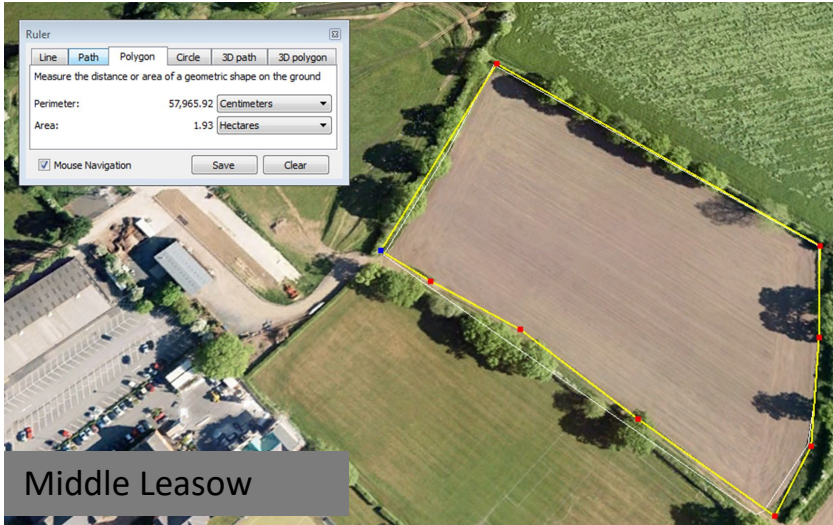 Ruler
Line Path Polygon Circle 3D path 3D polygon
Measure the distance or area of a geometric shape on the ground
Perimeter: 57,965.92 Centimeters
Area: 1.93 Hectares
Mouse Navigation Save Clear
Middle Leasow